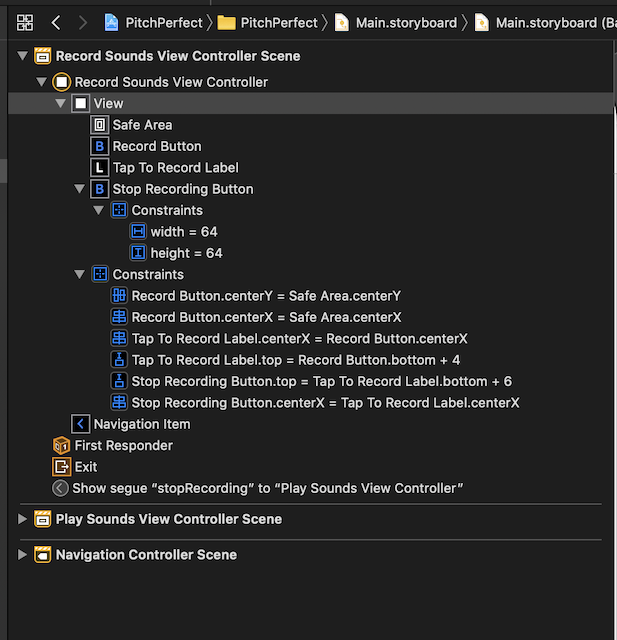 PitchPerfect PitchPerfect Main.storyboard Main.storyboard (Ba
Record Sounds View Controller Scene
Record Sounds View Controller
View
Safe Area
B Record Button
L Tap To Record Label
B Stop Recording Button
Constraints
width = 64
height = 64
Constraints
Record Button.centerY = Safe Area.centerY
Record Button.centerX = Safe Area.centerX
Tap To Record Label.centerX = Record Button.centerX
Tap To Record Label.top = Record Button.bottom + 4
Stop Recording Button.top = Tap To Record Label.bottom + 6
Stop Recording Button.centerX = Tap To Record Label.centerX
Navigation Item
1 First Responder
Exit
Show segue “stopRecording” to “Play Sounds View Controller”
Play Sounds View Controller Scene
Navigation Controller Scene